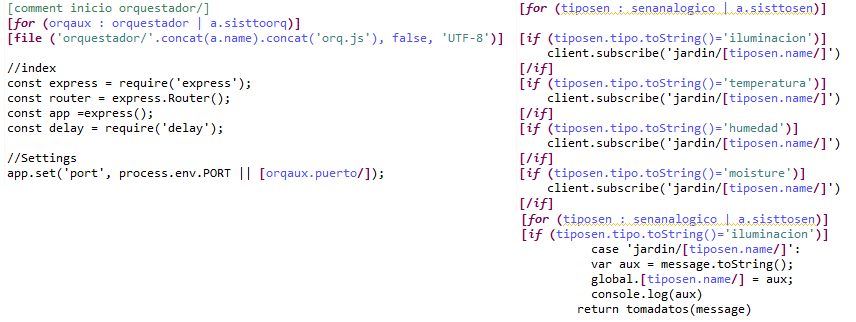 [comment inicio orquestador/]
[for (orqaux : orquestador | a.sisttoorq)]
[file ('orquestador/'.concat(a.name).concat('orq.js'), false, 'UTF-8')]
//index
const express = require('express');
const router = express.Router();
const app =express();
const delay = require('delay');
//Settings
app.set('port', process.env.PORT || [orqaux.puerto/]);
[for (tiposen : senanalogico | a.sisttosen)]
[if (tiposen.tipo.toString()='iluminacion')]
client.subscribe('jardin/[tiposen.name/]')
[/if]
[if (tiposen.tipo.toString()='temperatura')]
client.subscribe('jardin/[tiposen.name/]')
[/if]
[if (tiposen.tipo.toString()='humedad')]
client.subscribe('jardin/[tiposen.name/]')
[/if]
[if (tiposen.tipo.toString()='moisture')]
client.subscribe('jardin/[tiposen.name/]')
[/if]
[for (tiposen : senanalogico | a.sisttosen)]
[if (tiposen.tipo.toString()='iluminacion')]
case 'jardin/[tiposen.name/]':
var aux = message.toString();
global.[tiposen.name/] = aux;
console.log(aux)
return tomadatos(message)